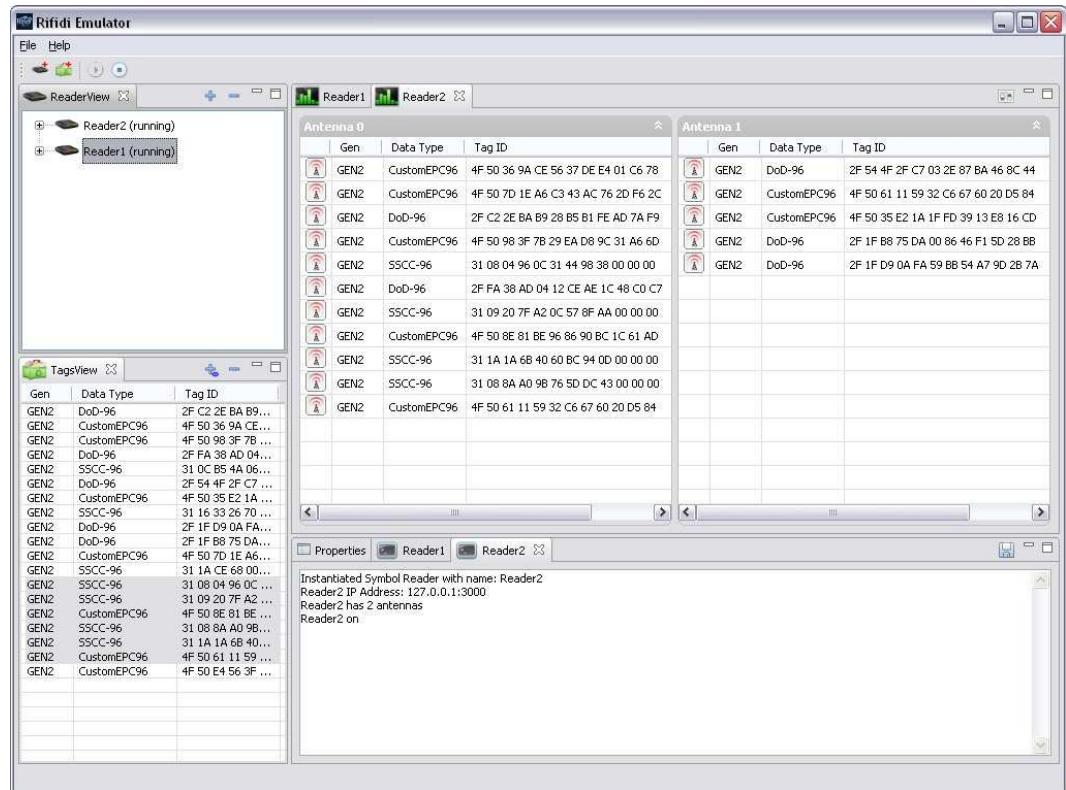 Rifidi Emulator
File Help
ReaderView
Reader2 (running)
Reader1 (running)
Reader1 Reader2
Antenna 0
Gen Data Type Tag ID
GEN2 CustomEPC96 4F 50 36 9A CE 56 37 DE E4 01 C6 78
GEN2 CustomEPC96 4F 50 7D 1E A6 C3 43 AC 76 2D F6 2C
GEN2 DoD-96 2F C2 2E BA B9 28 B5 B1 FE AD 7A F9
GEN2 CustomEPC96 4F 50 98 3F 7B 29 EA D8 9C 31 A6 6D
GEN2 SSCC-96 31 08 04 96 0C 31 44 98 38 00 00 00
GEN2 DoD-96 2F FA 38 AD 04 12 CE AE 1C 48 C0 C7
GEN2 SSCC-96 31 09 20 7F A2 0C 57 8F AA 00 00 00
GEN2 CustomEPC96 4F 50 8E 81 BE 96 86 90 BC 1C 61 AD
GEN2 SSCC-96 31 1A 1A 6B 40 60 BC 94 0D 00 00 00
GEN2 SSCC-96 31 08 8A A0 9B 76 5D DC 43 00 00 00
GEN2 CustomEPC96 4F 50 61 11 59 32 C6 67 60 20 D5 84
Antenna 1
Gen Data Type Tag ID
GEN2 DoD-96 2F 54 4F 2F C7 03 2E 87 BA 46 8C 44
GEN2 CustomEPC96 4F 50 61 11 59 32 C6 67 60 20 D5 84
GEN2 CustomEPC96 4F 50 35 E2 1A 1F FD 39 13 E8 16 CD
GEN2 DoD-96 2F 1F B8 75 DA 00 86 46 F1 5D 28 BB
GEN2 DoD-96 2F 1F D9 0A FA 59 BB 54 A7 9D 2B 7A
TagsView
Gen Data Type Tag ID
GEN2 DoD-96 2F C2 2E BA B9...
GEN2 CustomEPC96 4F 50 36 9A CE...
GEN2 CustomEPC96 4F 50 98 3F 7B ...
GEN2 DoD-96 2F FA 38 AD 04...
GEN2 SSCC-96 31 0C B5 4A 06...
GEN2 DoD-96 2F 54 4F 2F C7 ...
GEN2 CustomEPC96 4F 50 35 E2 1A ...
GEN2 SSCC-96 31 16 33 26 70 ...
GEN2 DoD-96 2F 1F D9 0A FA...
GEN2 DoD-96 2F 1F B8 75 DA...
GEN2 CustomEPC96 4F 50 7D 1E A6...
GEN2 SSCC-96 31 1A CE 68 00...
GEN2 SSCC-96 31 08 04 96 0C ...
GEN2 SSCC-96 31 09 20 7F A2 ...
GEN2 CustomEPC96 4F 50 8E 81 BE ...
GEN2 SSCC-96 31 08 8A A0 9B...
GEN2 SSCC-96 31 1A 1A 6B 40...
GEN2 CustomEPC96 4F 50 61 11 59 ...
GEN2 CustomEPC96 4F 50 E4 56 3F ...
Properties Reader1 Reader2
Instantiated Symbol Reader with name: Reader2
Reader2 IP Address: 127.0.0.1:3000
Reader2 has 2 antennas
Reader2 on